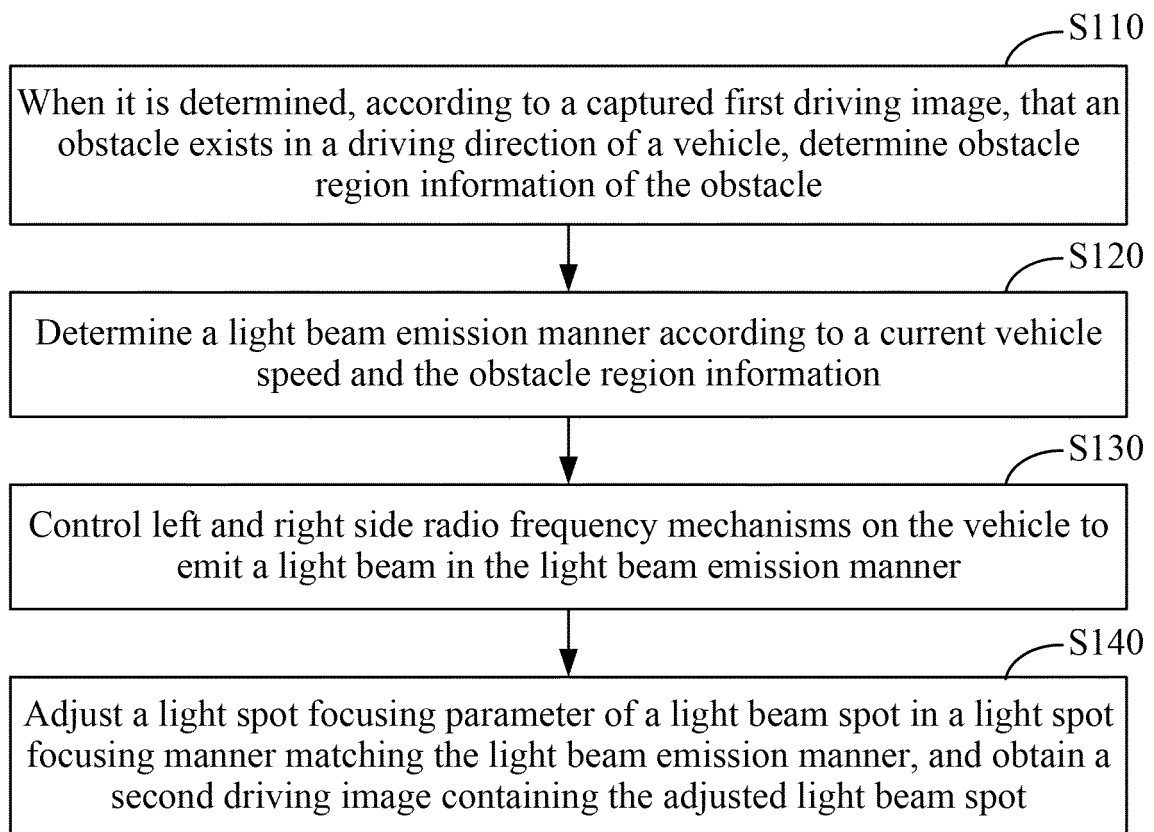 S110
When it is determined, according to a captured first driving image, that an
obstacle exists in a driving direction of a vehicle, determine obstacle
region information of the obstacle
S120
Determine a light beam emission manner according to a current vehicle
speed and the obstacle region information
S130
Control left and right side radio frequency mechanisms on the vehicle to
emit a light beam in the light beam emission manner
S140
Adjust a light spot focusing parameter of a light beam spot in a light spot
focusing manner matching the light beam emission manner, and obtain a
second driving image containing the adjusted light beam spot